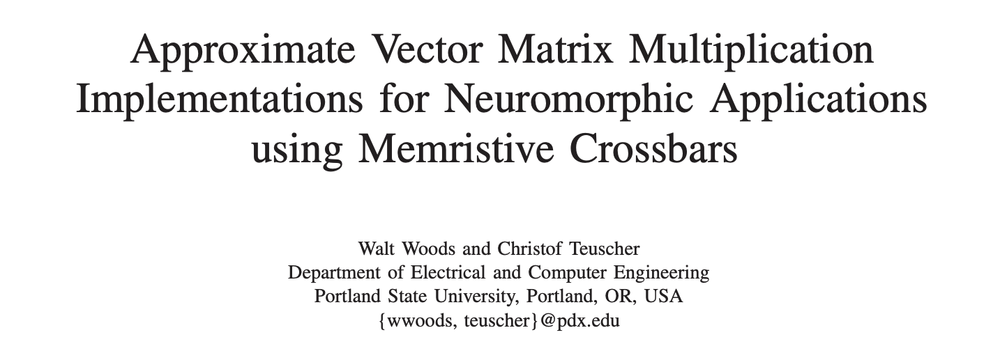 Approximate Vector Matrix Multiplication
Implementations for Neuromorphic Applications
using Memristive Crossbars
Walt Woods and Christof Teuscher
Department of Electrical and Computer Engineering
Portland State University, Portland, OR, USA
{wwoods, teuscher}@pdx.edu